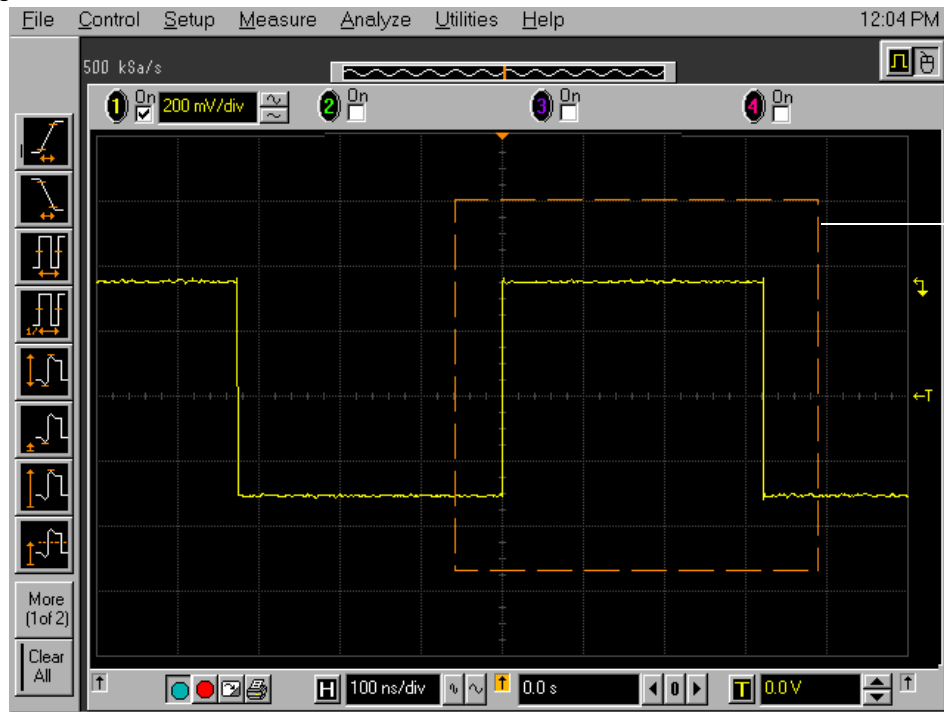 File Control Setup Measure Analyze Utilities Help 12:04 PM
500 kSa/s
1 On 200 mV/div 2 On 3 On 4 On
1/
T
More
(1of 2)
Clear
All
H 100 ns/div 0.0 s 0 T 0.0 V